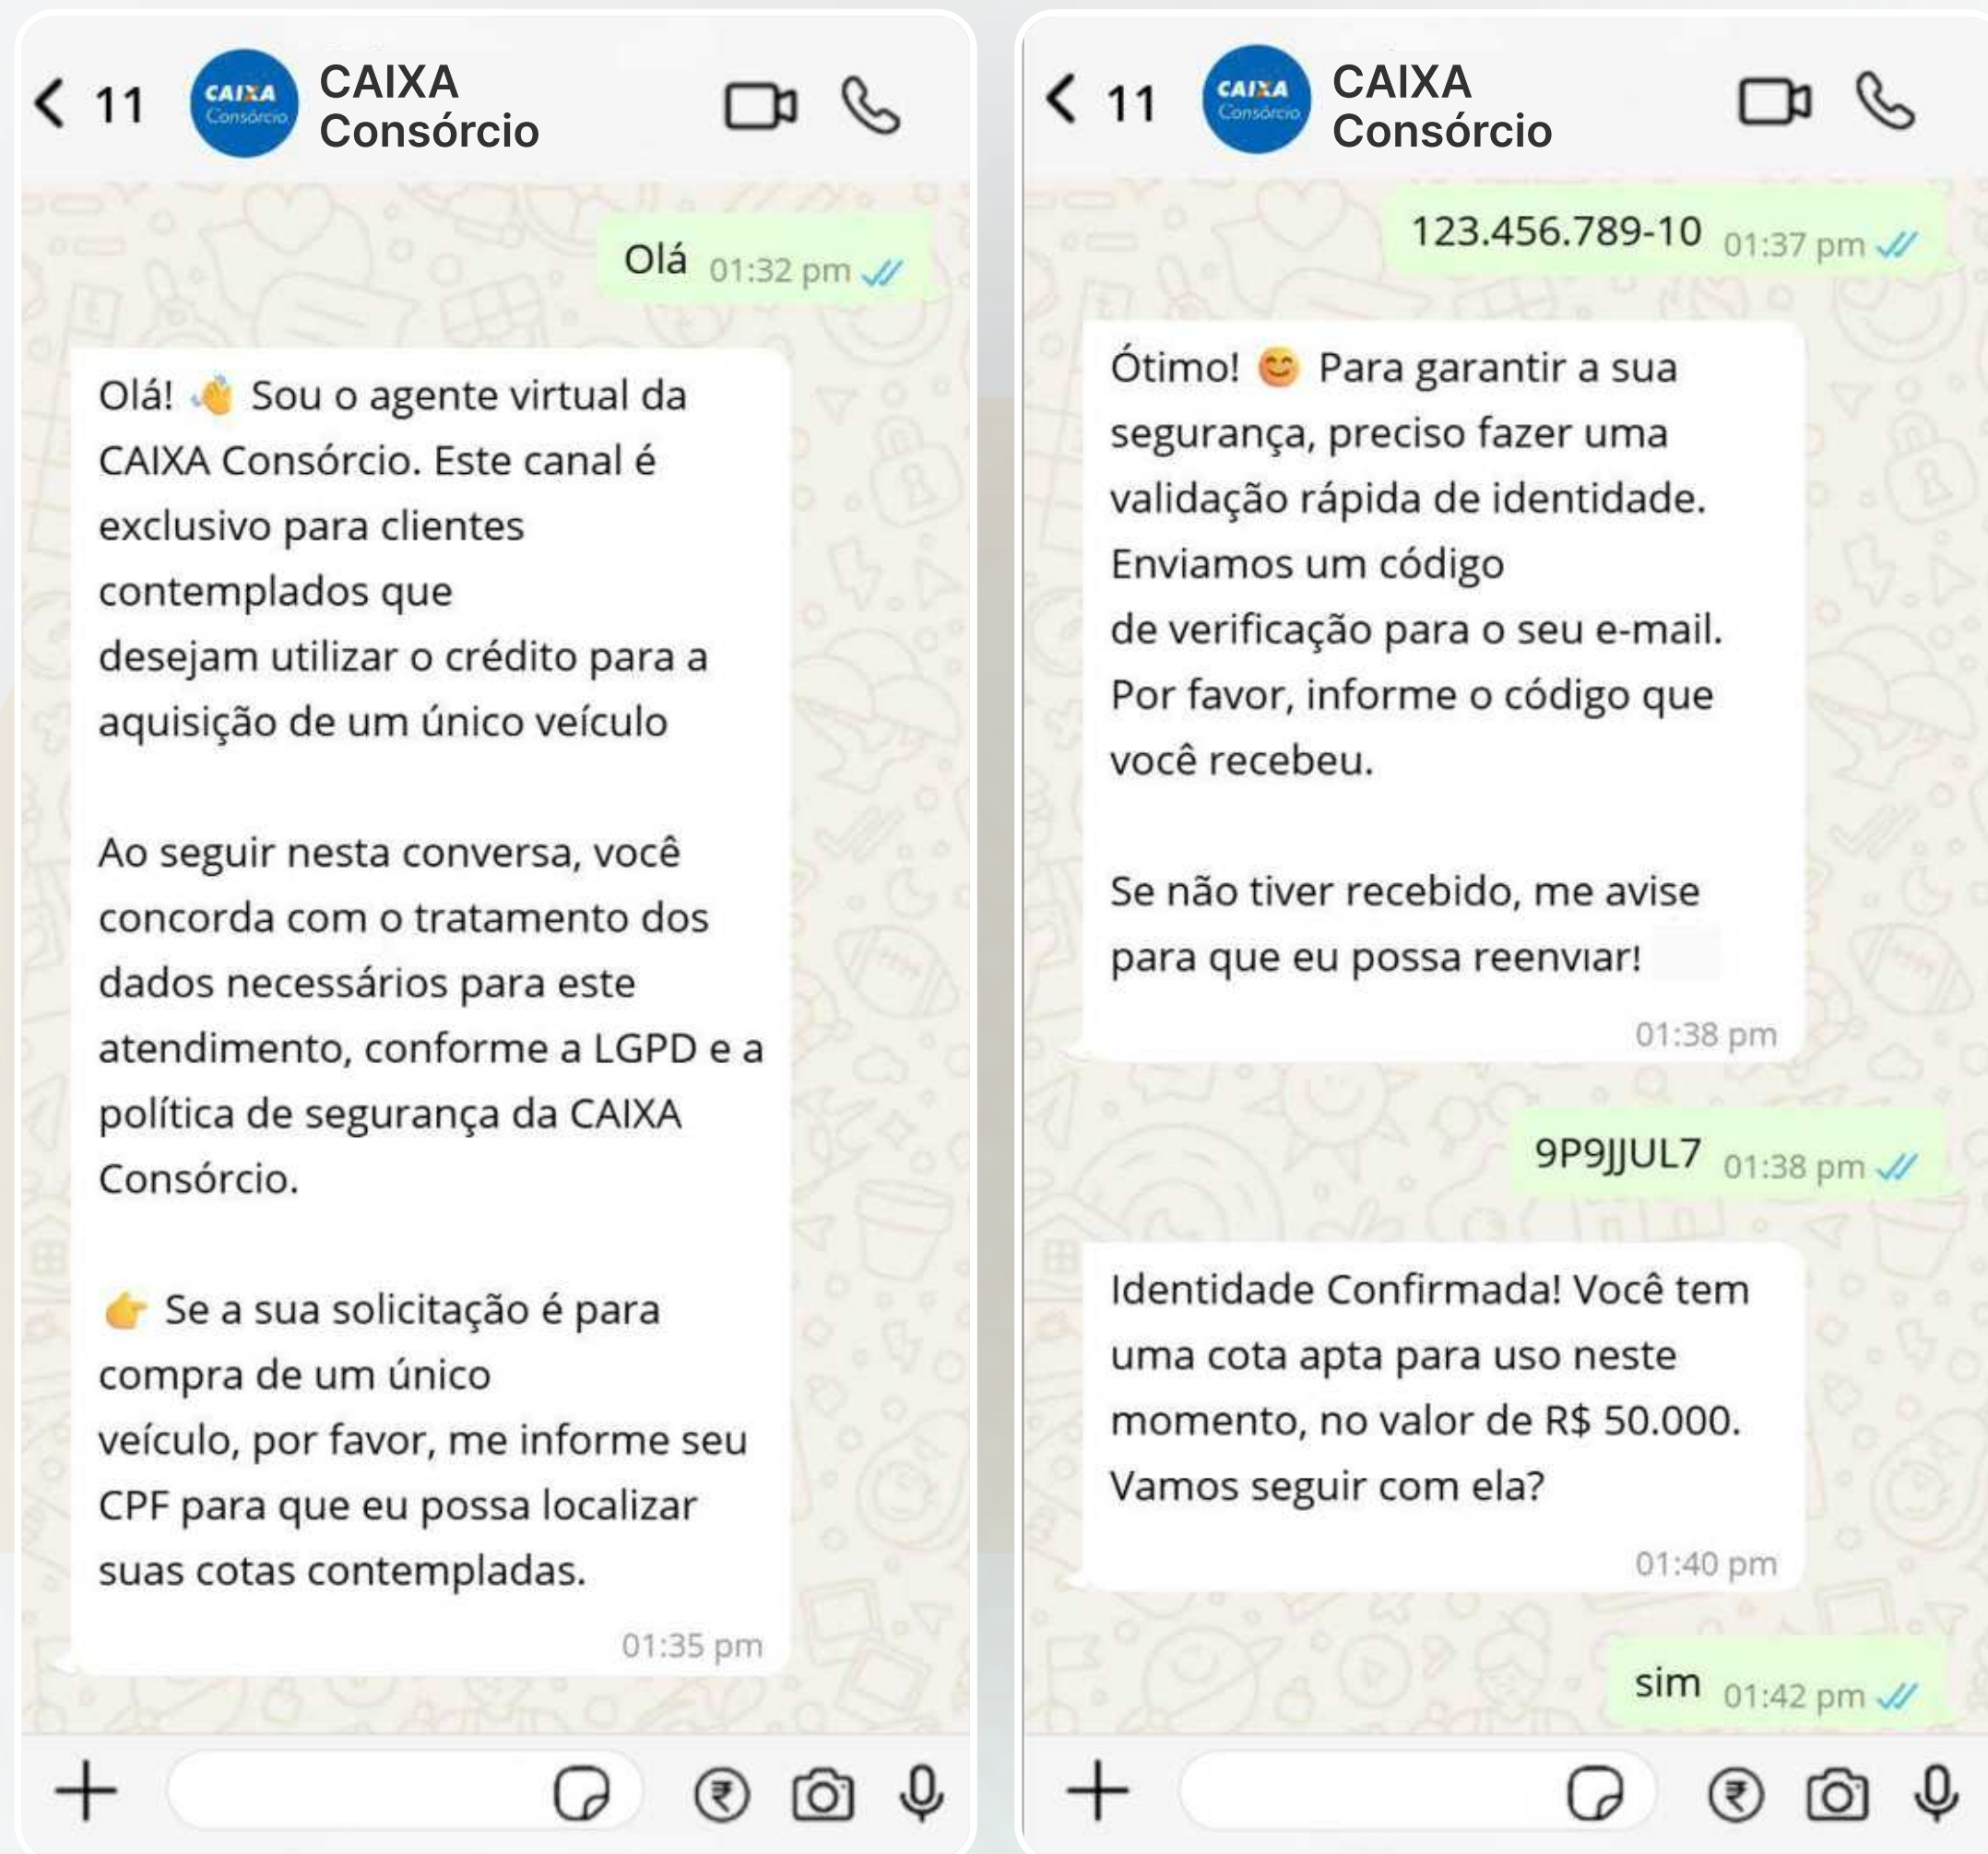 11
CAIXA
Consórcio
CAIXA
Consórcio
Olá 01:32 pm
Olá! 👋 Sou o agente virtual da
CAIXA Consórcio. Este canal é
exclusivo para clientes
contemplados que
desejam utilizar o crédito para a
aquisição de um único veículo
Ao seguir nesta conversa, você
concorda com o tratamento dos
dados necessários para este
atendimento, conforme a LGPD e a
política de segurança da CAIXA
Consórcio.
👉 Se a sua solicitação é para
compra de um único
veículo, por favor, me informe seu
CPF para que eu possa localizar
suas cotas contempladas.
01:35 pm
₹
11
CAIXA
Consórcio
CAIXA
Consórcio
123.456.789-10 01:37 pm
Ótimo! 😊 Para garantir a sua
segurança, preciso fazer uma
validação rápida de identidade.
Enviamos um código
de verificação para o seu e-mail.
Por favor, informe o código que
você recebeu.
Se não tiver recebido, me avise
para que eu possa reenviar!
01:38 pm
9P9JJUL7 01:38 pm
Identidade Confirmada! Você tem
uma cota apta para uso neste
momento, no valor de R$ 50.000.
Vamos seguir com ela?
01:40 pm
sim 01:42 pm
₹